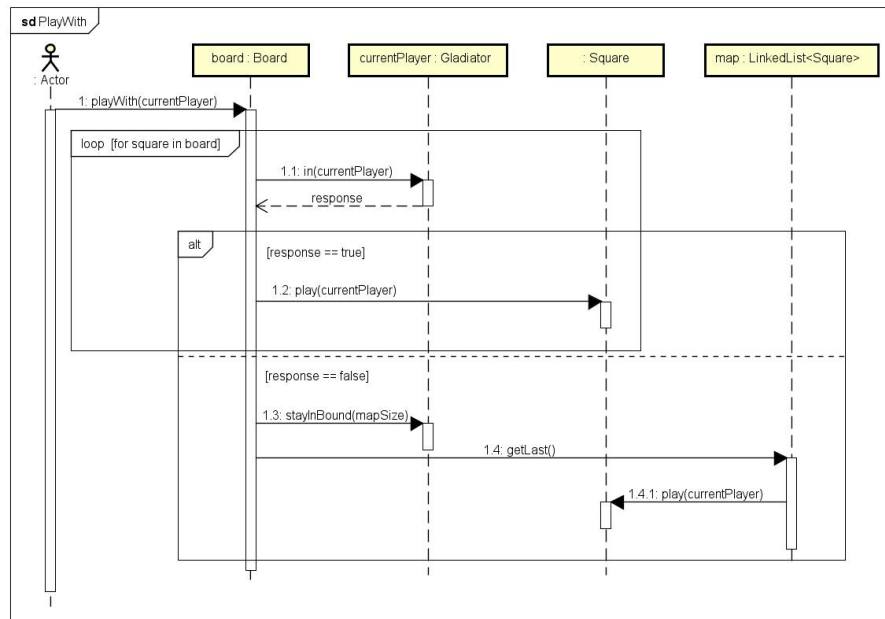 sd PlayWith
: Actor
board : Board
currentPlayer : Gladiator
: Square
map : LinkedList<Square>
1: playWith(currentPlayer)
loop [for square in board]
1.1: in(currentPlayer)
response
alt
[response == true]
1.2: play(currentPlayer)
[response == false]
1.3: stayInBound(mapSize)
1.4: getLast()
1.4.1: play(currentPlayer)